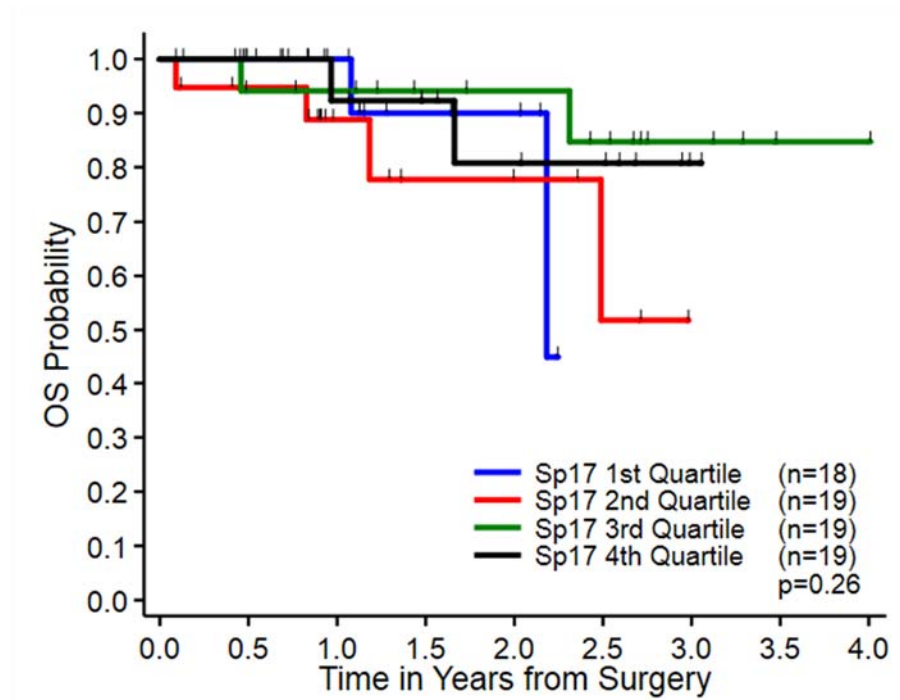 OS Probability
1.0
0.9
0.8
0.7
0.6
0.5
0.4
0.3
0.2
0.1
0.0
Sp17 1st Quartile (n=18)
Sp17 2nd Quartile (n=19)
Sp17 3rd Quartile (n=19)
Sp17 4th Quartile (n=19)
p=0.26
0.0 0.5 1.0 1.5 2.0 2.5 3.0 3.5 4.0
Time in Years from Surgery